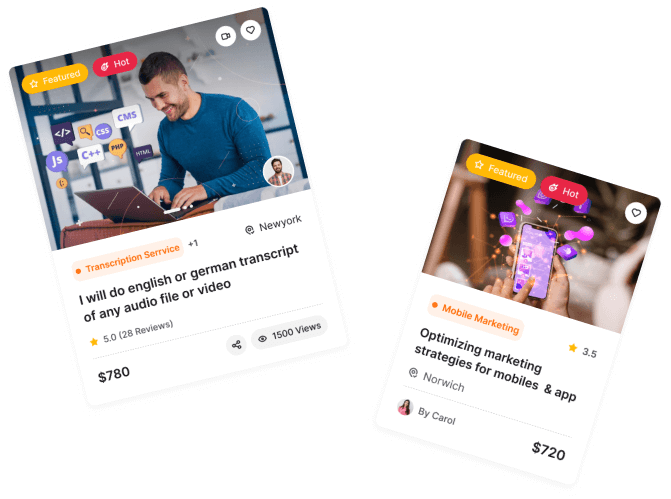 Featured
Hot
</>
CSS
CMS
Js
C++
PHP
HTML
Transcription Serrvice
+1
Newyork
I will do english or german transcript
of any audio file or video
5.0 (28 Reviews)
1500 Views
$780
Featured
Hot
Mobile Marketing
3.5
Optimizing marketing
strategies for mobiles & app
Norwich
By Carol
$720